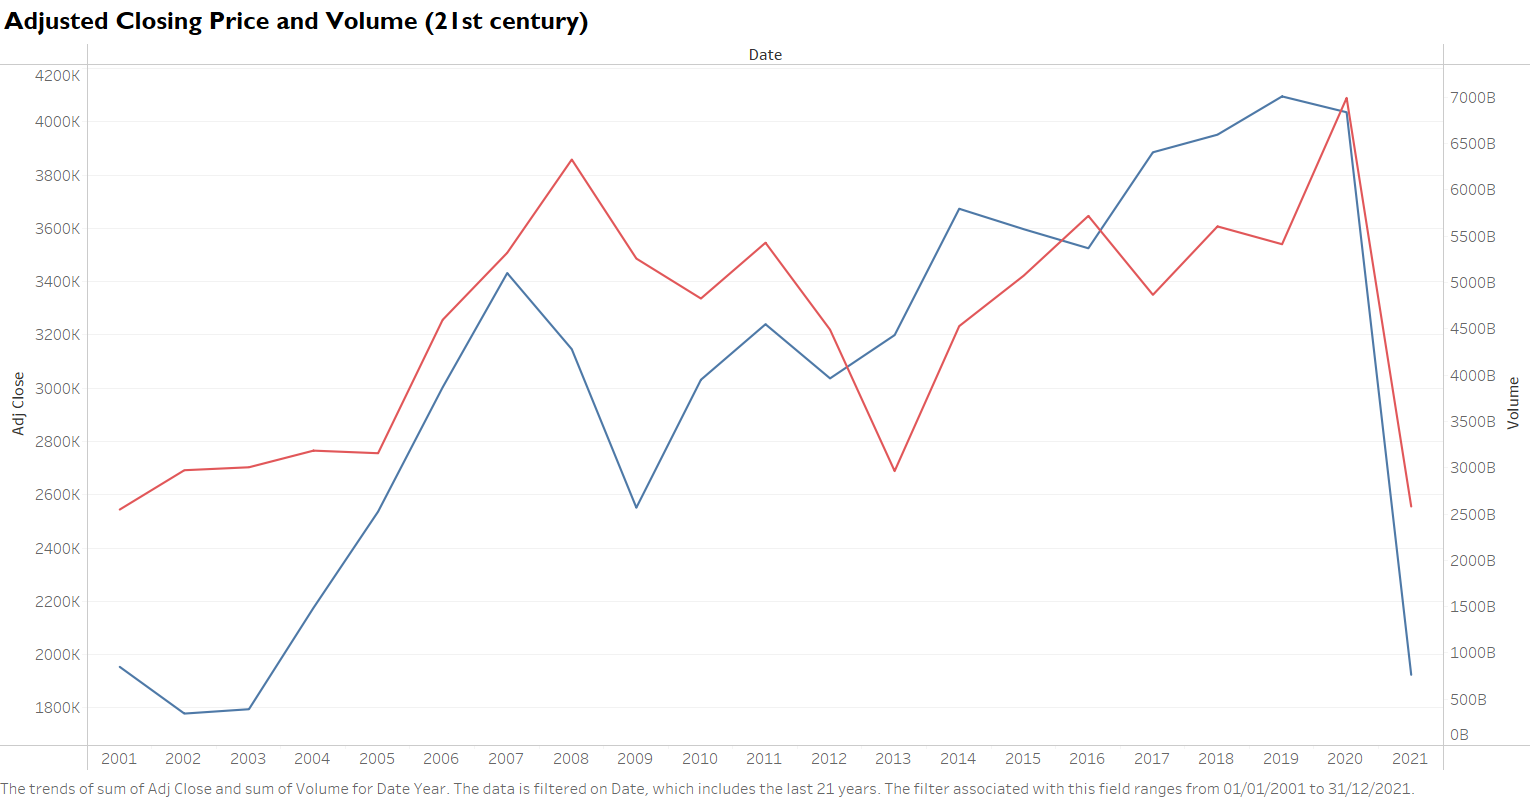 Adjusted Closing Price and Volume (21st century)
Date
4200K
4000K
3800K
3600K
3400K
3200K
3000K
2800K
2600K
2400K
2200K
2000K
1800K
Adj Close
7000B
6500B
6000B
5500B
5000B
4500B
4000B
3500B
3000B
2500B
2000B
1500B
1000B
500B
0B
Volume
2001 2002 2003 2004 2005 2006 2007 2008 2009 2010 2011 2012 2013 2014 2015 2016 2017 2018 2019 2020 2021
The trends of sum of Adj Close and sum of Volume for Date Year. The data is filtered on Date, which includes the last 21 years. The filter associated with this field ranges from 01/01/2001 to 31/12/2021.